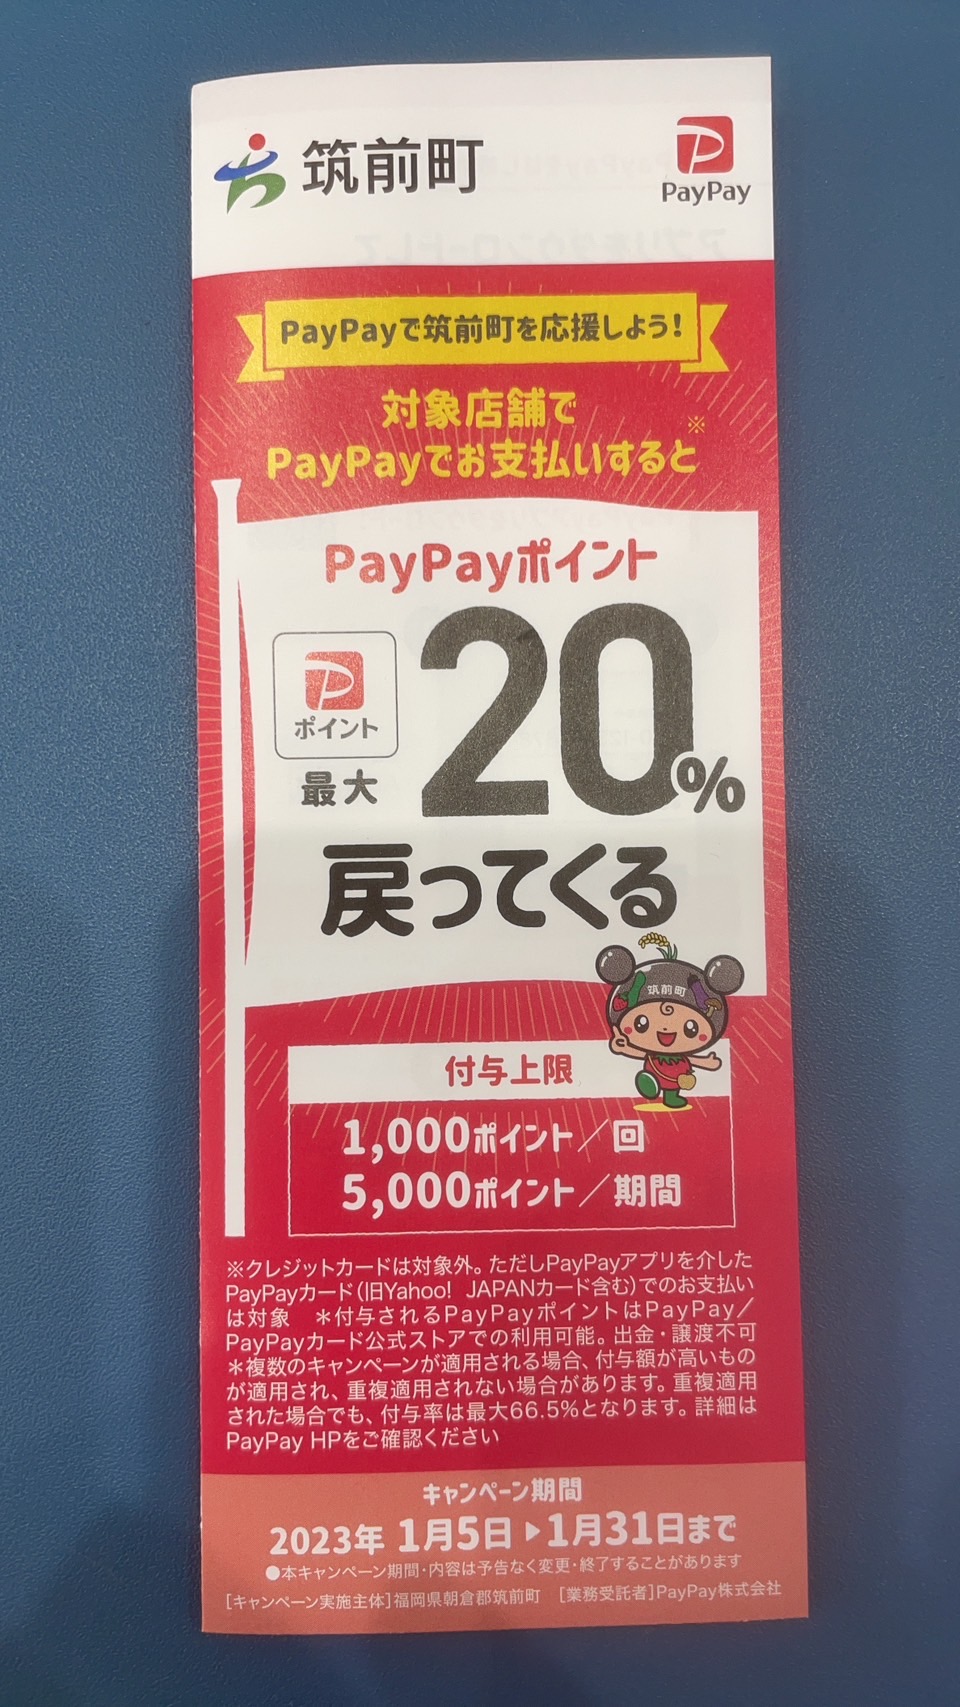 筑前町
PayPay
PayPayで筑前町を応援しよう!
対象店舗で
PayPayでお支払いすると※
PayPayポイント
ポイント
最大
20%
戻ってくる
筑前町
付与上限
1,000ポイント／回
5,000ポイント／期間
※クレジットカードは対象外。ただしPayPayアプリを介した
PayPayカード（旧Yahoo! JAPANカード含む）でのお支払い
は対象　＊付与されるPayPayポイントはPayPay／
PayPayカード公式ストアでの利用可能。出金・譲渡不可
＊複数のキャンペーンが適用される場合、付与額が高いもの
が適用され、重複適用されない場合があります。重複適用
された場合でも、付与率は最大66.5%となります。詳細は
PayPay HPをご確認ください
キャンペーン期間
2023年 1月5日▶1月31日まで
●本キャンペーン期間・内容は予告なく変更・終了することがあります
［キャンペーン実施主体］福岡県朝倉郡筑前町　［業務受託者］PayPay株式会社